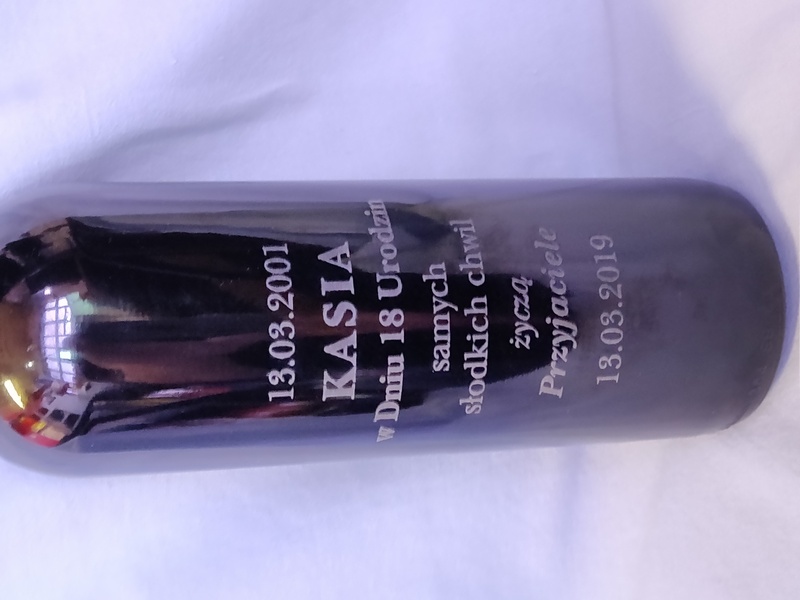 13.03.2001
KASIA
w Dniu 18 Urodzin
samych
słodkich chwil
życzą
Przyjaciele
13.03.2019